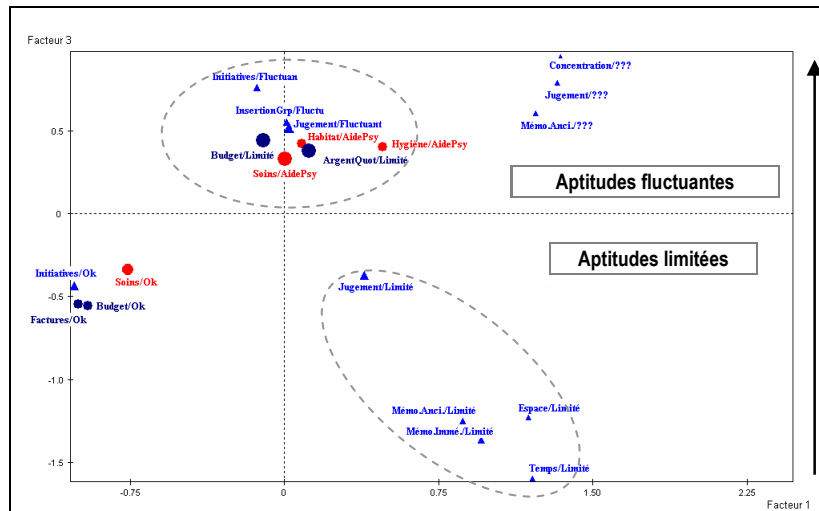 Facteur 3
Concentration/???
Initiatives/Fluctuan
Jugement/???
InsertionGrp/Fluctu
Mémo.Anci./???
Jugement/Fluctuant
0.5
Habitat/AidePsy
Hygiène/AidePsy
Budget/Limité
ArgentQuot/Limité
Soins/AidePsy
Aptitudes fluctuantes
0
Aptitudes limitées
Initiatives/Ok
Soins/Ok
Jugement/Limité
-0.5
Budget/Ok
Factures/Ok
-1.0
Mémo.Anci./Limité
Espace/Limité
Mémo.Immé./Limité
Temps/Limité
-1.5
-0.75
0
0.75
1.50
2.25
Facteur 1